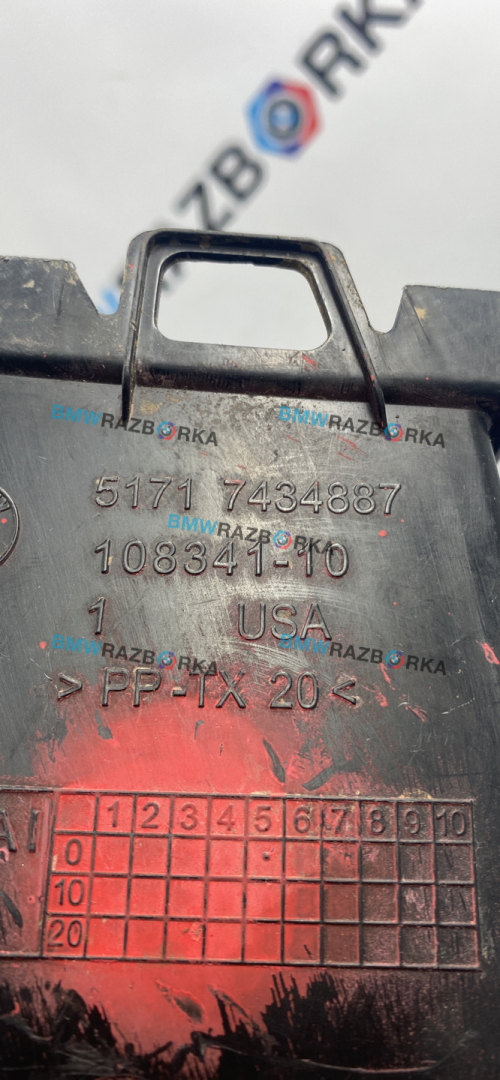 BMWRAZBORKA
BMWRAZBORKA
BMWRAZBORKA
5171 7434887
BMWRAZBORKA
108341-10
1 USA
BMWRAZBORKA
BMWRAZBORKA
> PP-TX 20 <
1 2 3 4 5 6 7 8 9 10
0
10
20